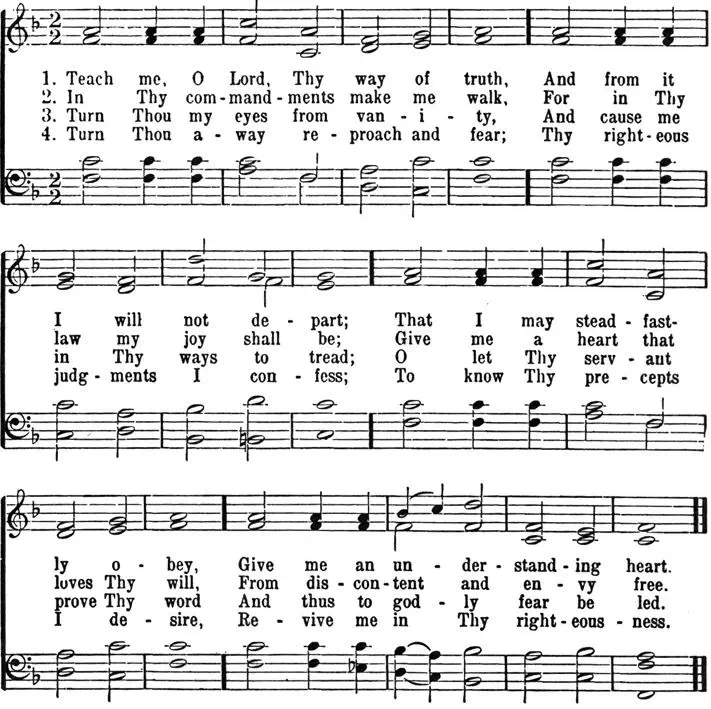 1. Teach me, O Lord, Thy way of truth, And from it
2. In Thy com-mand-ments make me walk, For in Thy
3. Turn Thou my eyes from van-i-ty, And cause me
4. Turn Thou a-way re-proach and fear; Thy right-eous
I will not de-part; That I may stead-fast-
law my joy shall be; Give me a heart that
in Thy ways to tread; O let Thy serv-ant
judg-ments I con-fess; To know Thy pre-cepts
ly o-bey, Give me an un-der-stand-ing heart.
loves Thy will, From dis-con-tent and en-vy free.
prove Thy word And thus to god-ly fear be led.
I de-sire, Re-vive me in Thy right-eous-ness.